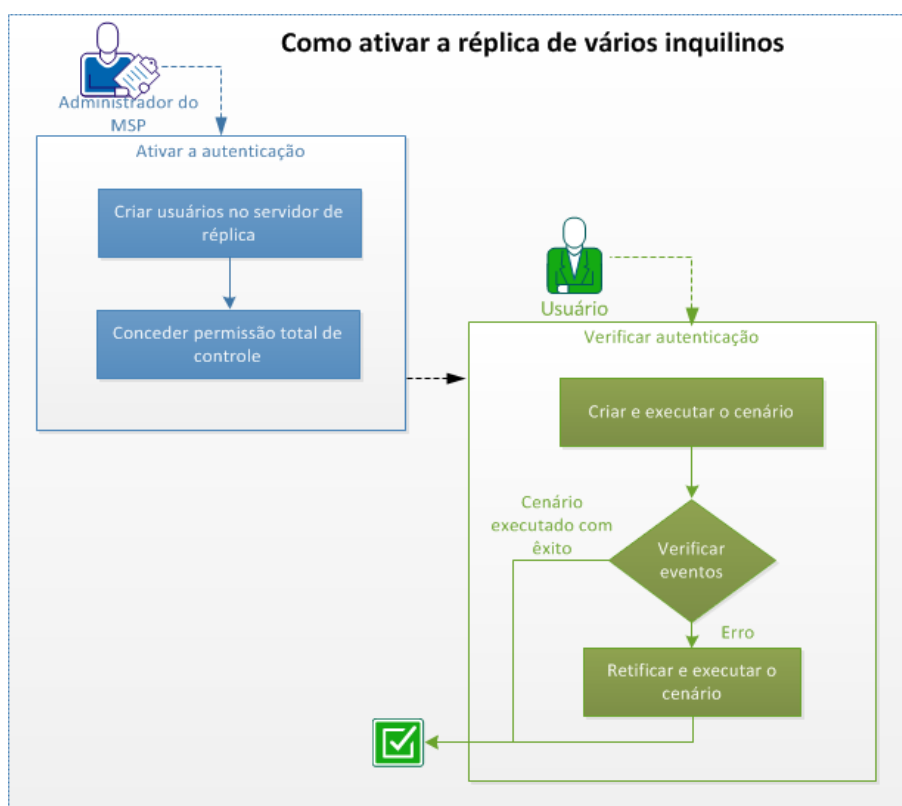 Como ativar a réplica de vários inquilinos
Administrador do
MSP
Ativar a autenticação
Criar usuários no servidor de
réplica
Conceder permissão total de
controle
Usuário
Verificar autenticação
Criar e executar o cenário
Cenário
executado com
êxito
Verificar
eventos
Erro
Retificar e executar o
cenário